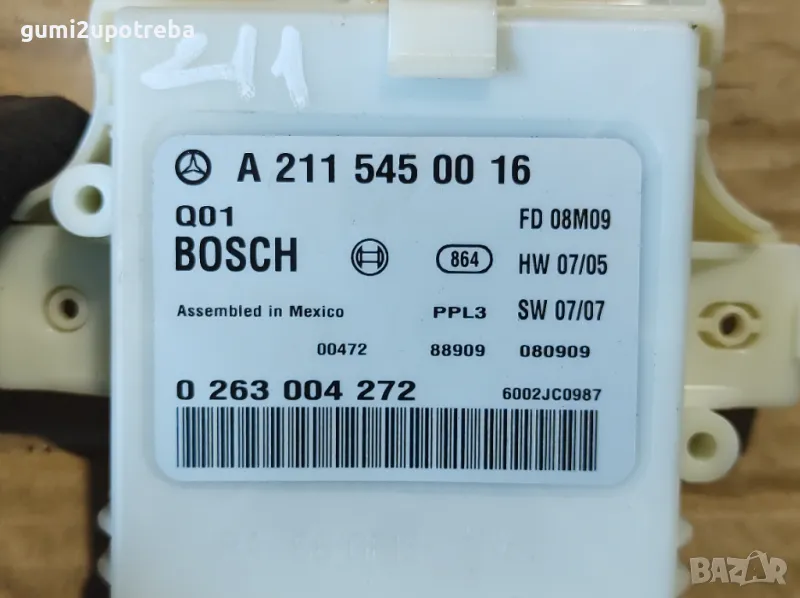 gumi2upotreba
211
A 211 545 00 16
Q01
FD 08M09
BOSCH
864
HW 07/05
Assembled in Mexico
PPL3
SW 07/07
00472
88909
080909
0 263 004 272
6002JC0987
BAZAR